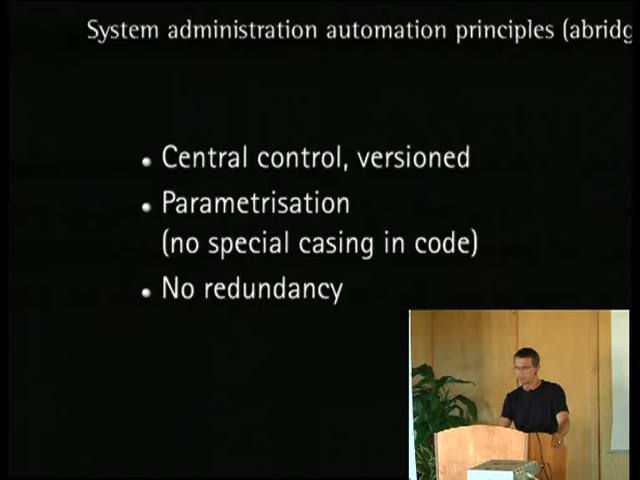 System administration automation principles (abridg
Central control, versioned
Parametrisation
(no special casing in code)
No redundancy